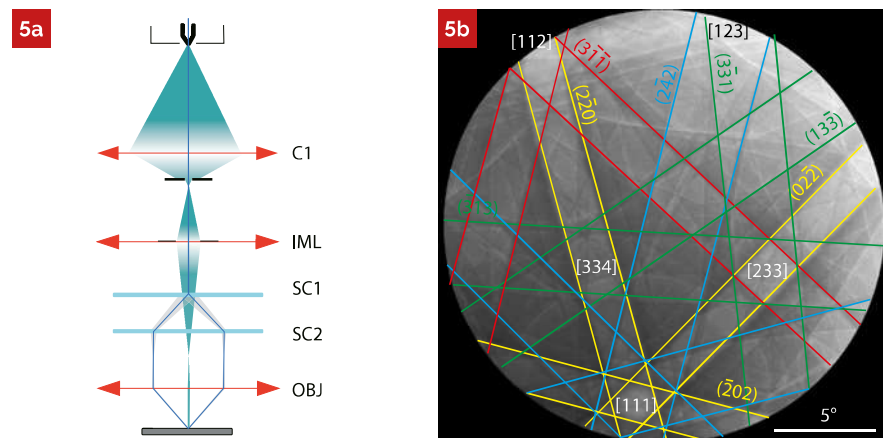 5a
C1
IML
SC1
SC2
OBJ
5b
[112]
(31̄1̄)
(22̄0)
(2̄42)
[123]
(33̄1)
(133̄)
(022̄)
[334]
[233]
[111]
(2̄02)
5°